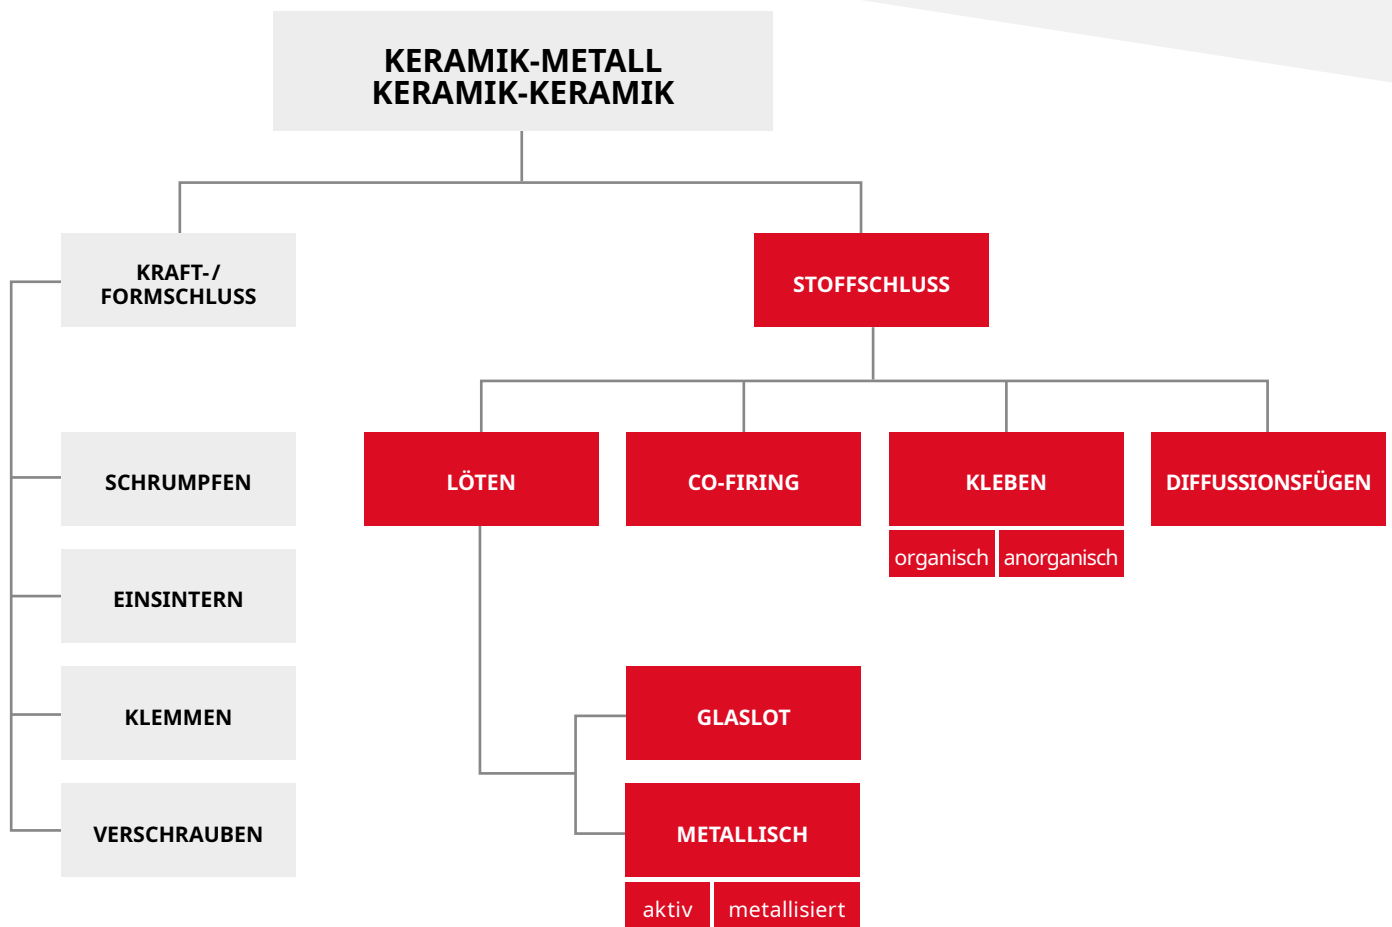 KERAMIK-METALL
KERAMIK-KERAMIK
KRAFT-/
FORMSCHLUSS
STOFFSCHLUSS
SCHRUMPFEN
LÖTEN
CO-FIRING
KLEBEN
DIFFUSSIONSFÜGEN
organisch
anorganisch
EINSINTERN
KLEMMEN
GLASLOT
VERSCHRAUBEN
METALLISCH
aktiv
metallisiert